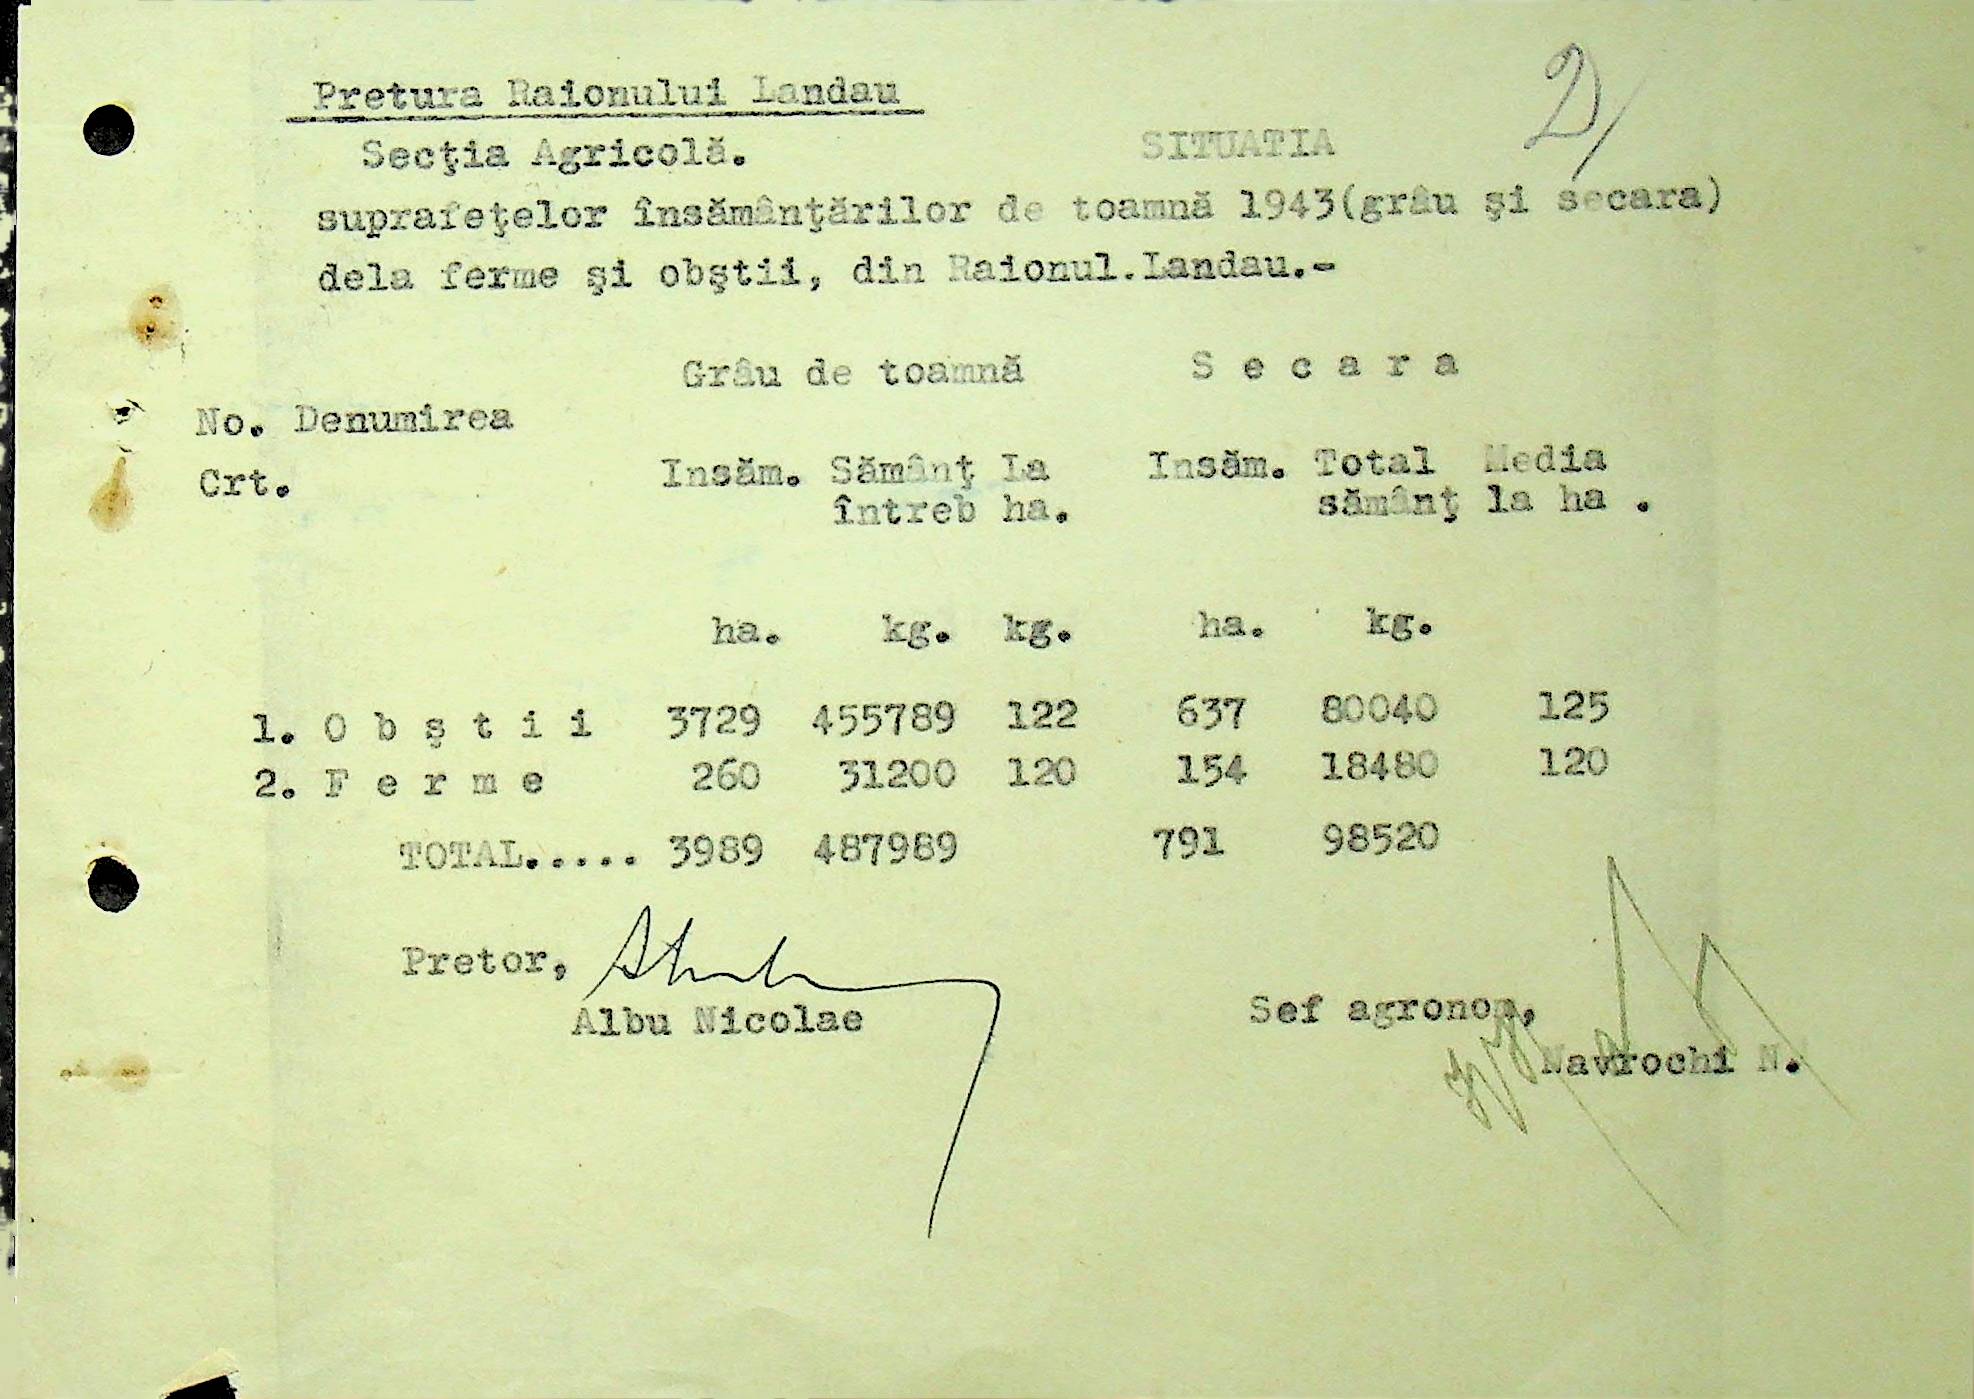 2
Pretura Raionului Landau
Secţia Agricolă.
SITUATIA
suprafeţelor însămânţărilor de toamnă 1943(grâu şi secara)
dela ferme şi obştii, din Raionul.Landau.-
Grâu de toamnă S e c a r a
No. Denumirea
Crt.
Insăm. Sămânţ La Insăm. Total Media
întreb ha. sămânţ la ha .
ha. kg. kg. ha. kg.
1. O b ş t i i 3729 455789 122 637 80040 125
2. F e r m e 260 31200 120 154 18480 120
TOTAL..... 3989 487989 791 98520
Pretor,
Albu Nicolae
Sef agronom,
Navrochi N.